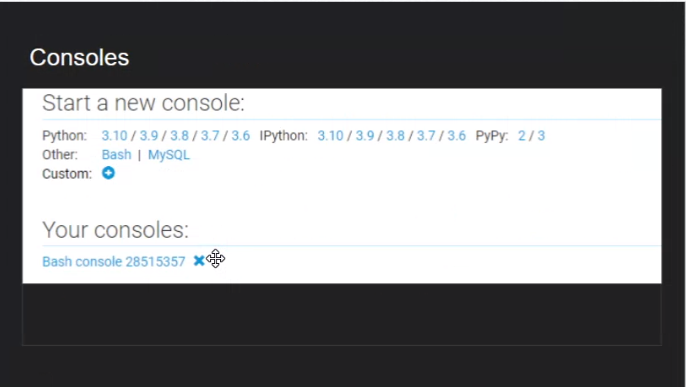 Consoles
Start a new console:
Python: 3.10 / 3.9 / 3.8 / 3.7 / 3.6 IPython: 3.10 / 3.9 / 3.8 / 3.7 / 3.6 PyPy: 2 / 3
Other: Bash | MySQL
Custom:
Your consoles:
Bash console 28515357